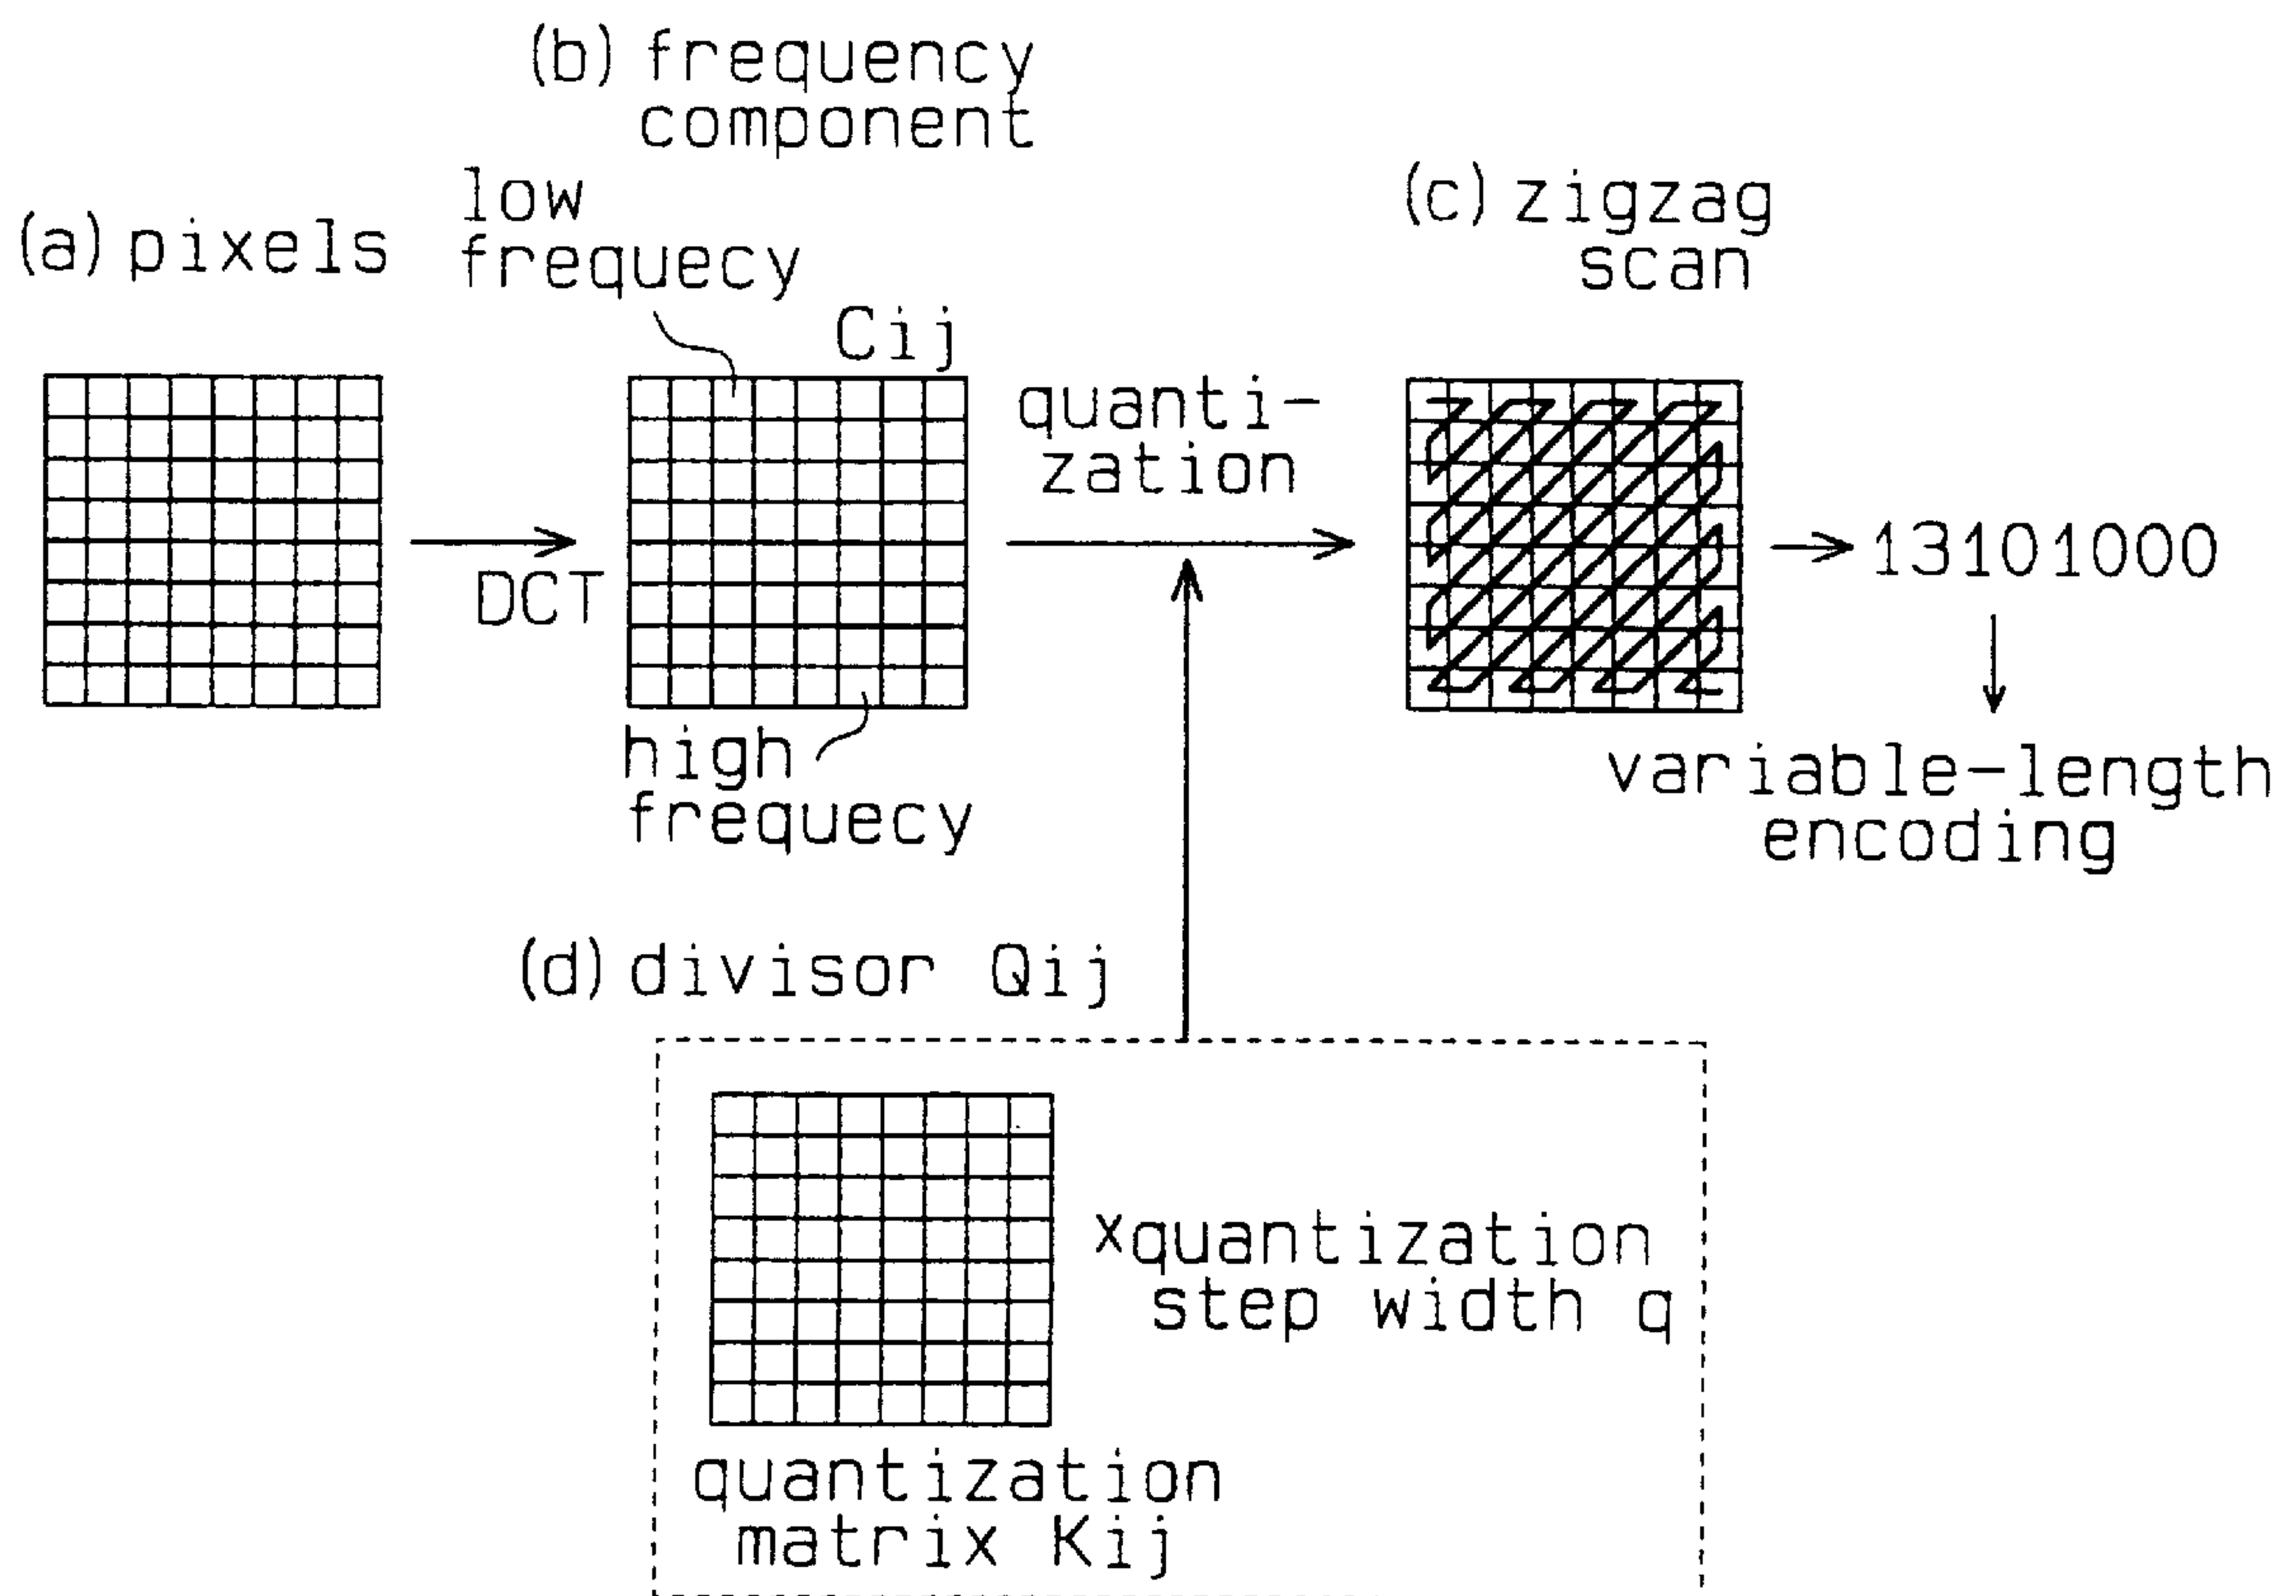 (a) pixels
(b) frequency
component
low
frequecy
Cij
DCT
high
frequecy
quanti-
zation
(c) zigzag
scan
13101000
variable-length
encoding
(d) divisor Qij
xquantization
step width q
quantization
matrix Kij